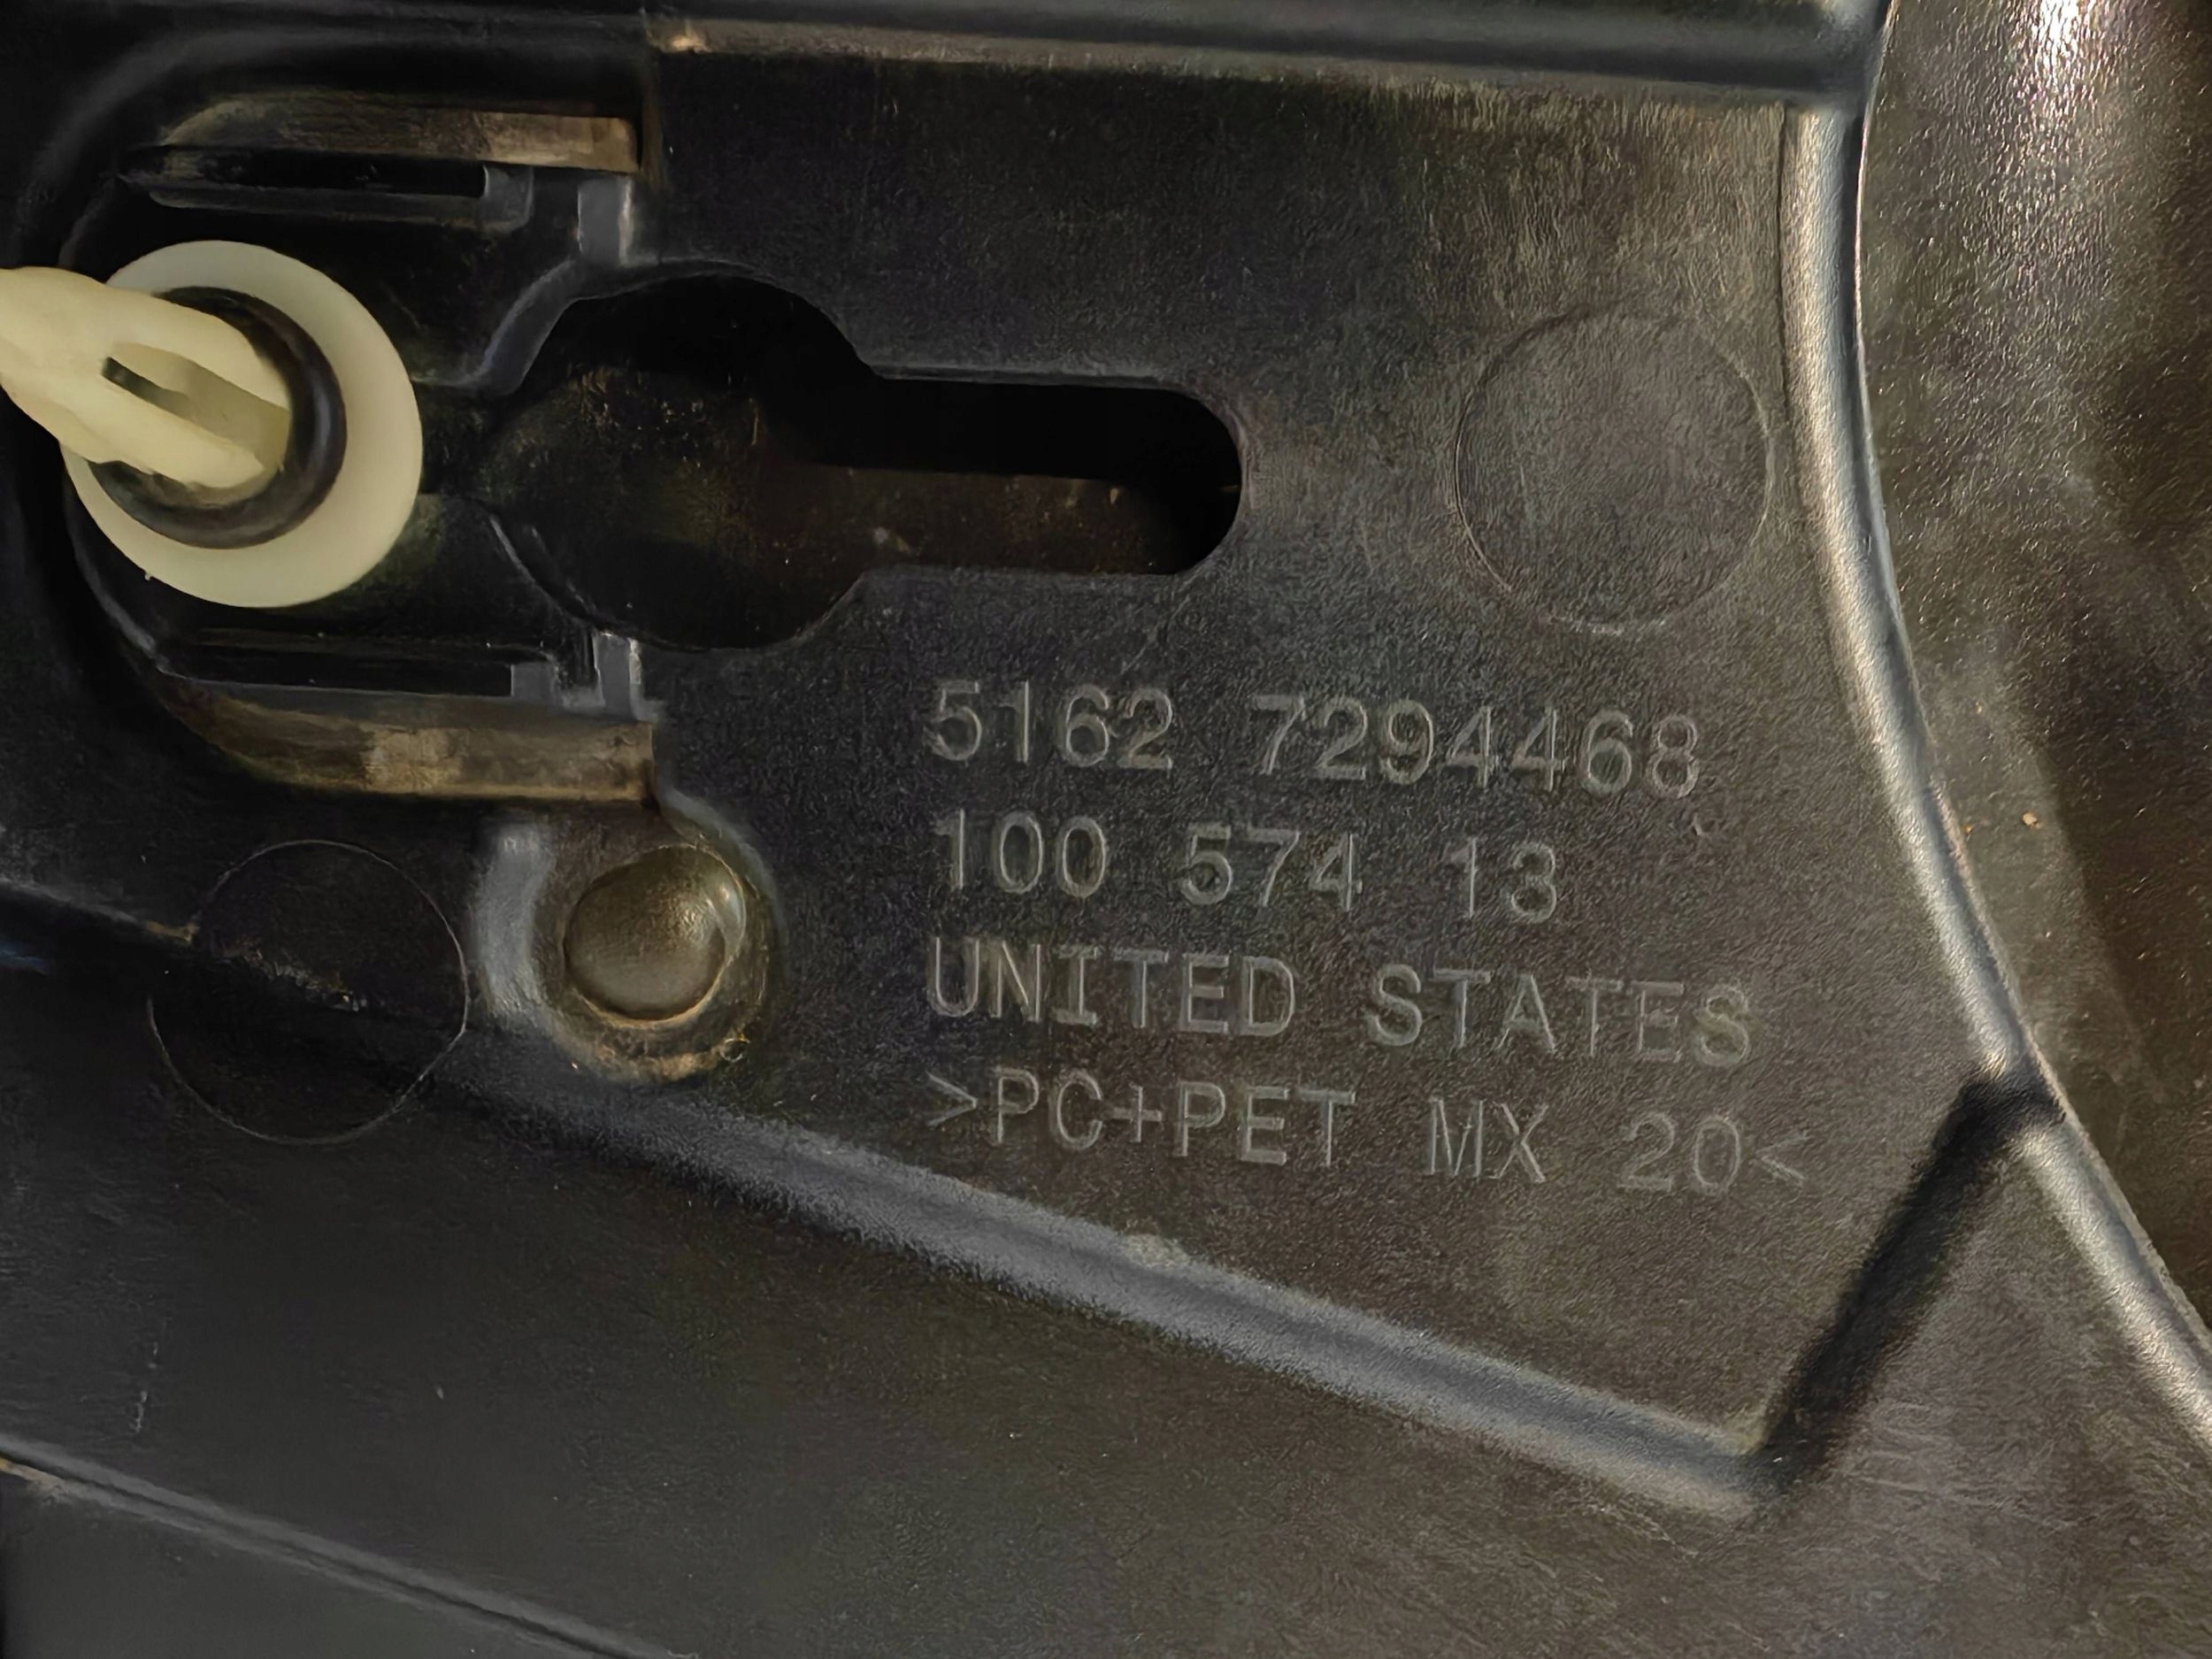 5162 7294468
100 574 13
UNITED STATES
>PC+PET MX 20<